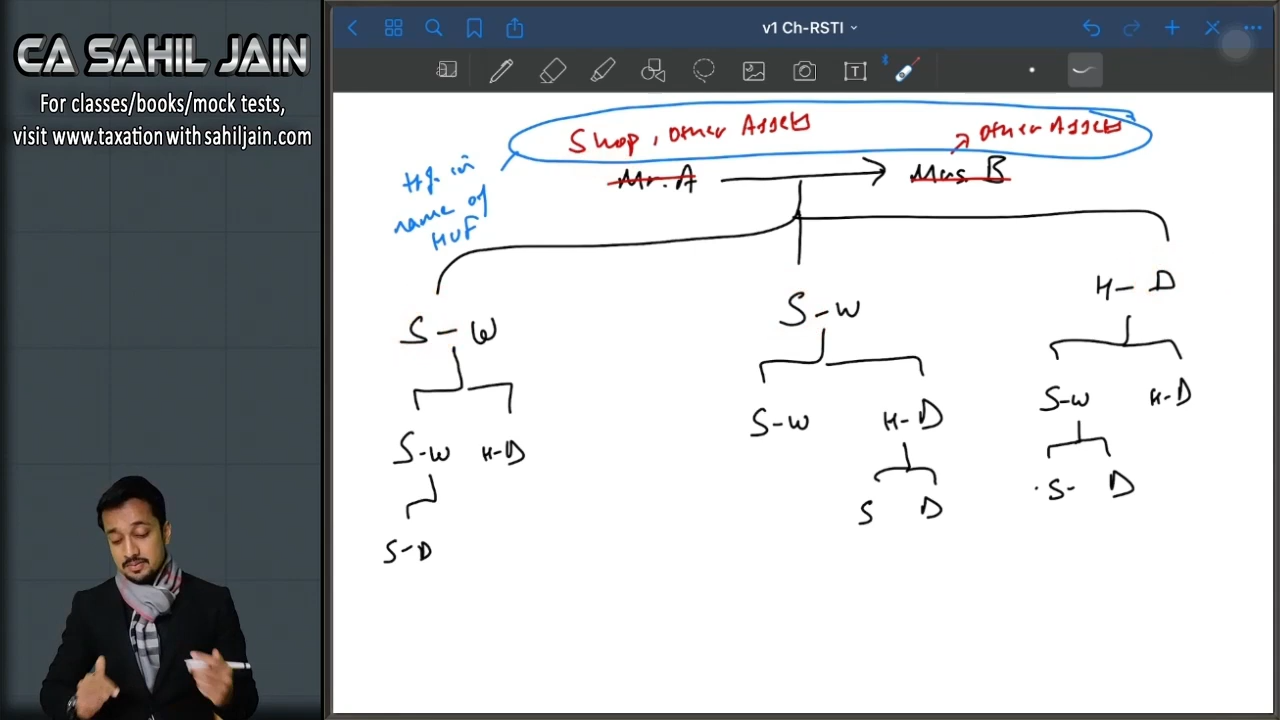 CA SAHIL JAIN
For classes/books/mock tests,
visit www.taxation with sahiljain.com
v1 Ch-RSTI
T
Shop, Other Assets
Other Assets
Mr. A
Mrs. B
in
name of
HUF
S-W
S-W
H-D
S-W H-D
S-W H-D
S-W H-D
S-D
S D
S- D